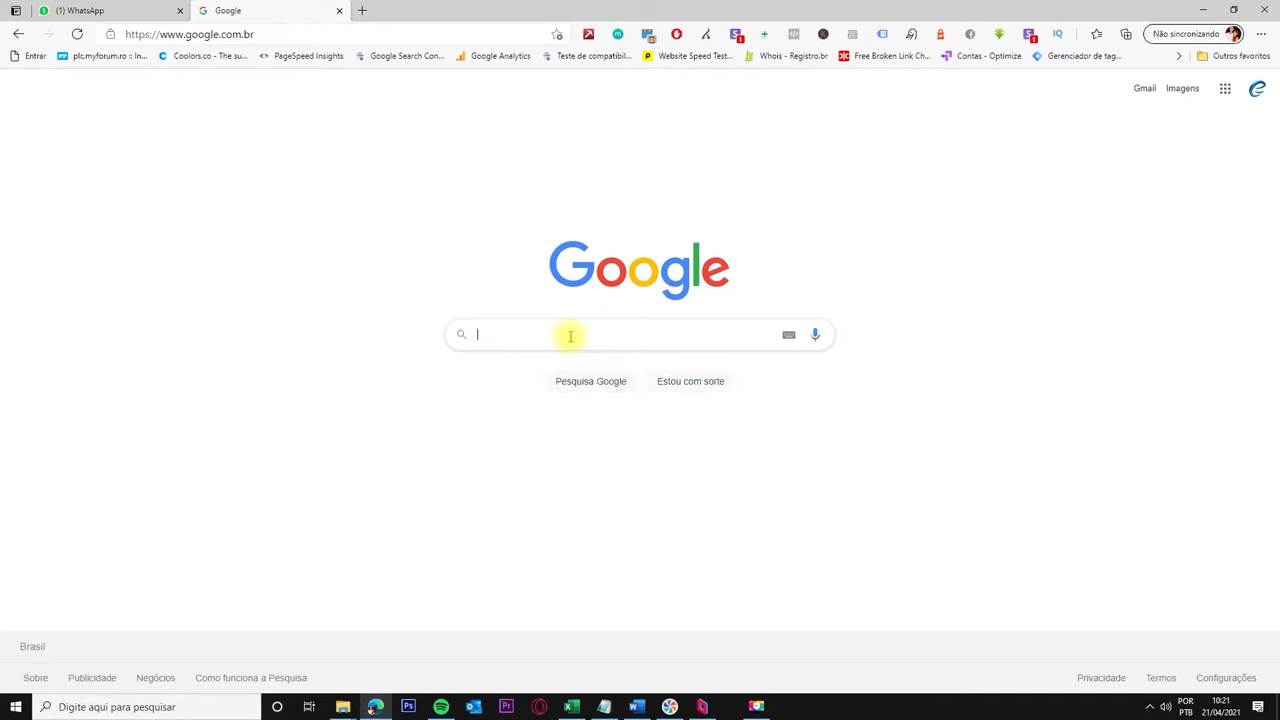 (1) WhatsApp
Google
https://www.google.com.br
Não sincronizando
Entrar
plc.myforum.ro :: In...
Coolors.co - The su...
PageSpeed Insights
Google Search Con...
Google Analytics
Teste de compatibil...
Website Speed Test...
Whois - Registro.br
Free Broken Link Ch...
Contas - Optimize
Gerenciador de tag...
Outros favoritos
Gmail
Imagens
Google
Pesquisa Google
Estou com sorte
Brasil
Sobre
Publicidade
Negócios
Como funciona a Pesquisa
Privacidade
Termos
Configurações
Digite aqui para pesquisar
POR
PTB
10:21
21/04/2021